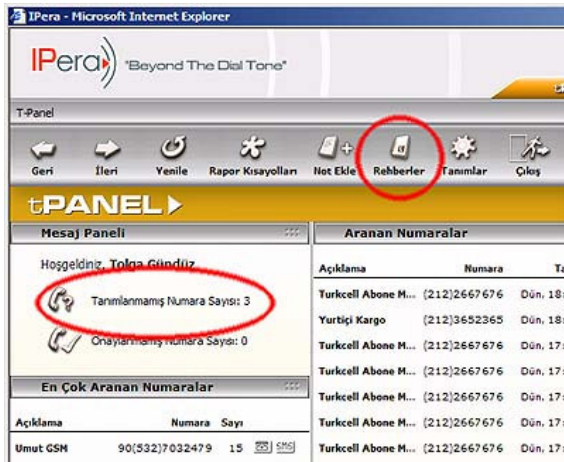 IPera - Microsoft Internet Explorer
IPera "Beyond The Dial Tone"
T-Panel
Geri İleri Yenile Rapor Kısayolları Not Ekle Rehberler Tanımlar Çıkış
tPANEL
Mesaj Paneli
Hoşgeldiniz, Tolga Gündüz
Tanımlanmamış Numara Sayısı: 3
Onaylanmamış Numara Sayısı: 0
En Çok Aranan Numaralar
Açıklama Numara Sayı
Umut GSM 90(532)7032479 15 SMS
Aranan Numaralar
Açıklama Numara
Turkcell Abone M... (212)2667676 Dün, 18:
Yurtiçi Kargo (212)3652365 Dün, 18:
Turkcell Abone M... (212)2667676 Dün, 17:
Turkcell Abone M... (212)2667676 Dün, 17:
Turkcell Abone M... (212)2667676 Dün, 17:
Turkcell Abone M... (212)2667676 Dün, 17:
Turkcell Abone M... (212)2667676 Dün, 17: